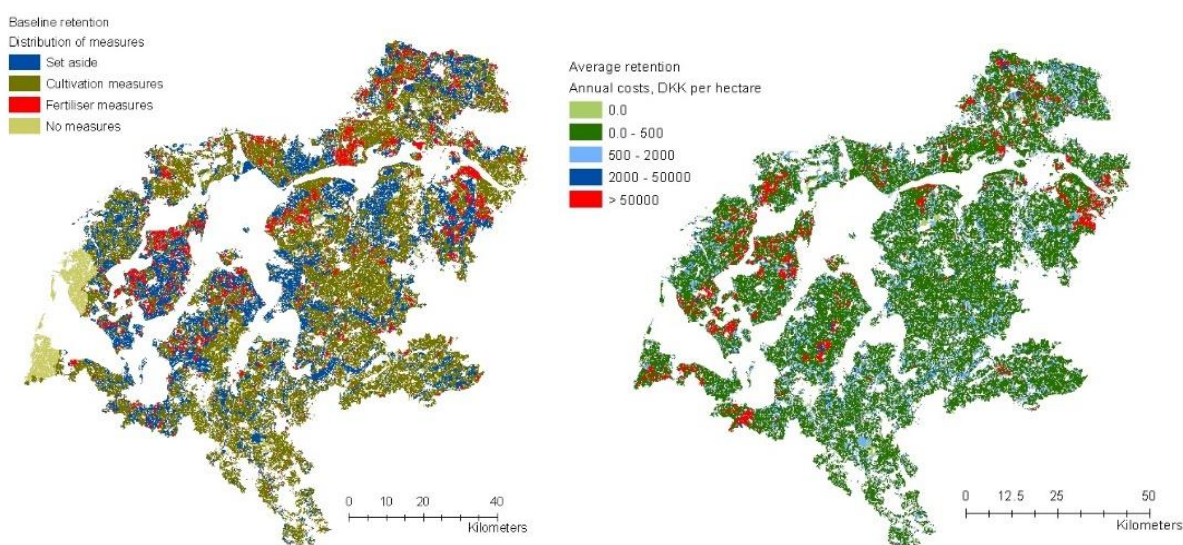 Baseline retention
Distribution of measures
Set aside
Cultivation measures
Fertiliser measures
No measures
0 10 20 40
Kilometers
Average retention
Annual costs, DKK per hectare
0.0
0.0 - 500
500 - 2000
2000 - 50000
> 50000
0 12.5 25 50
Kilometers